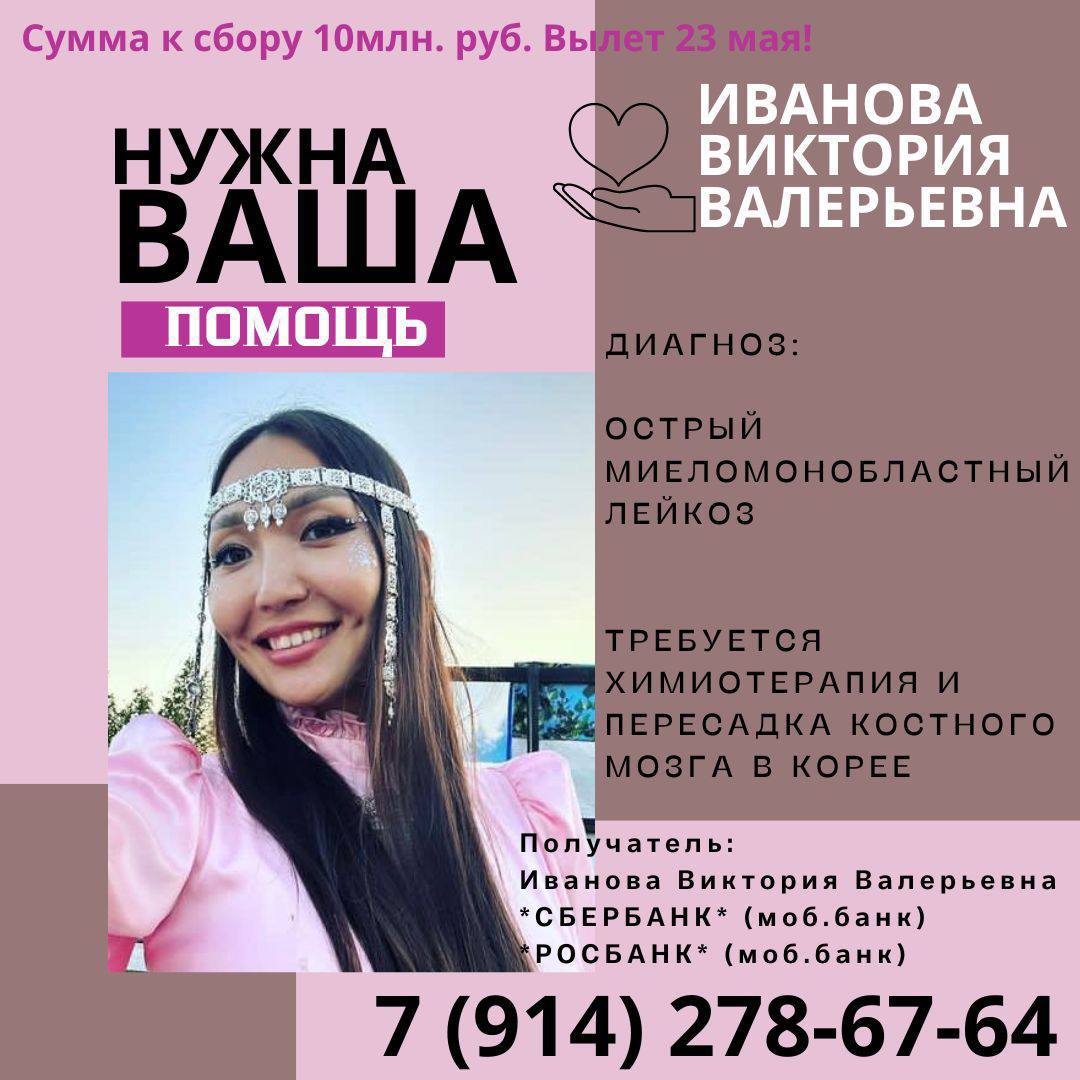 Сумма к сбору 10млн. руб. Вылет 23 мая!
НУЖНА
ВАША
ПОМОЩЬ
ИВАНОВА
ВИКТОРИЯ
ВАЛЕРЬЕВНА
ДИАГНОЗ:
ОСТРЫЙ
МИЕЛОМОНОБЛАСТНЫЙ
ЛЕЙКОЗ
ТРЕБУЕТСЯ
ХИМИОТЕРАПИЯ И
ПЕРЕСАДКА КОСТНОГО
МОЗГА В КОРЕЕ
Получатель:
Иванова Виктория Валерьевна
*СБЕРБАНК* (моб.банк)
*РОСБАНК* (моб.банк)
7 (914) 278-67-64